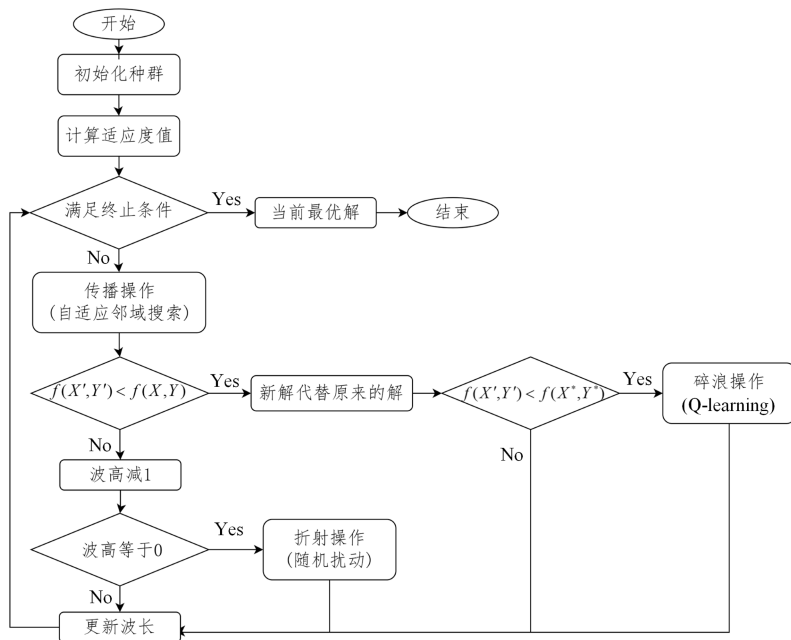 开始
初始化种群
计算适应度值
满足终止条件
Yes
当前最优解
结束
No
传播操作
(自适应邻域搜索)
f(X′,Y′)<f(X,Y)
Yes
新解代替原来的解
f(X′,Y′)<f(X*,Y*)
Yes
碎浪操作
(Q-learning)
No
No
波高减1
波高等于0
Yes
折射操作
(随机扰动)
No
更新波长